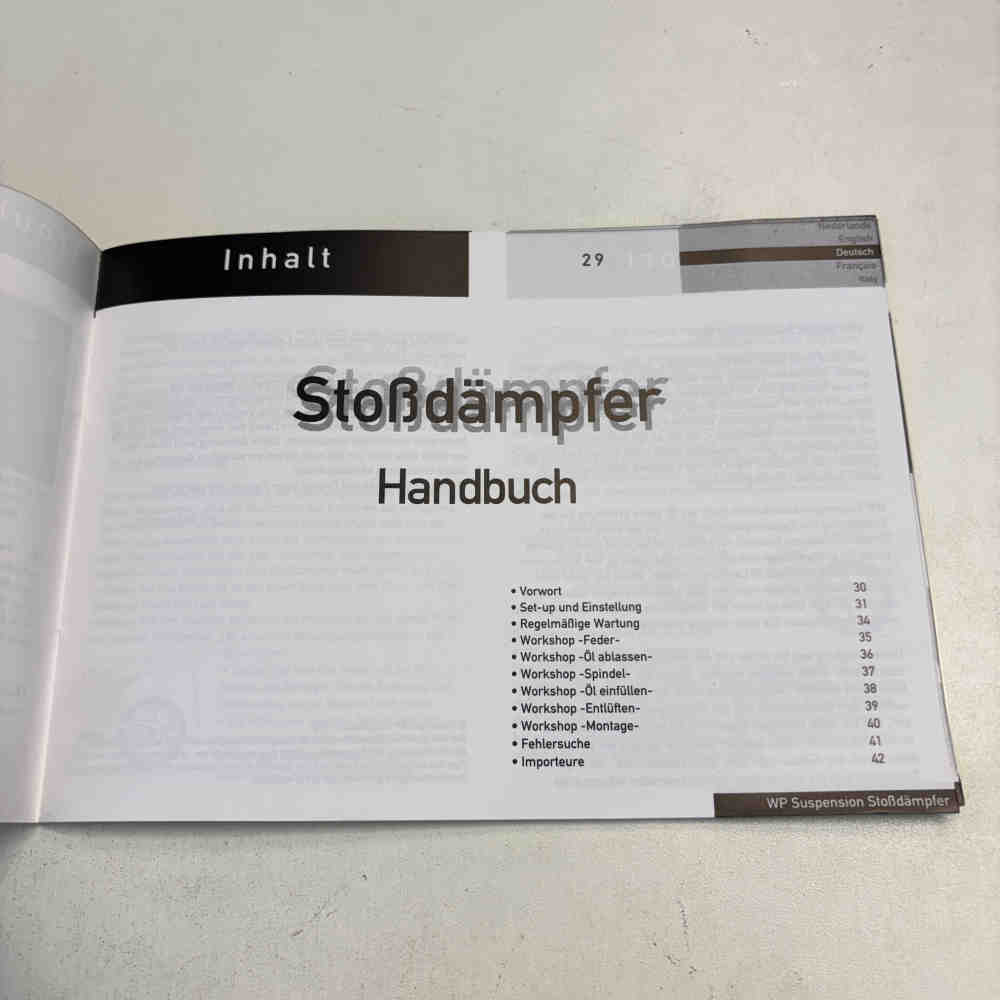 Inhalt
29
Nederlands
English
Deutsch
Français
Italy
Stoßdämpfer
Handbuch
• Vorwort 30
• Set-up und Einstellung 31
• Regelmäßige Wartung 34
• Workshop -Feder- 35
• Workshop -Öl ablassen- 36
• Workshop -Spindel- 37
• Workshop -Öl einfüllen- 38
• Workshop -Entlüften- 39
• Workshop -Montage- 40
• Fehlersuche 41
• Importeure 42
WP Suspension Stoßdämpfer